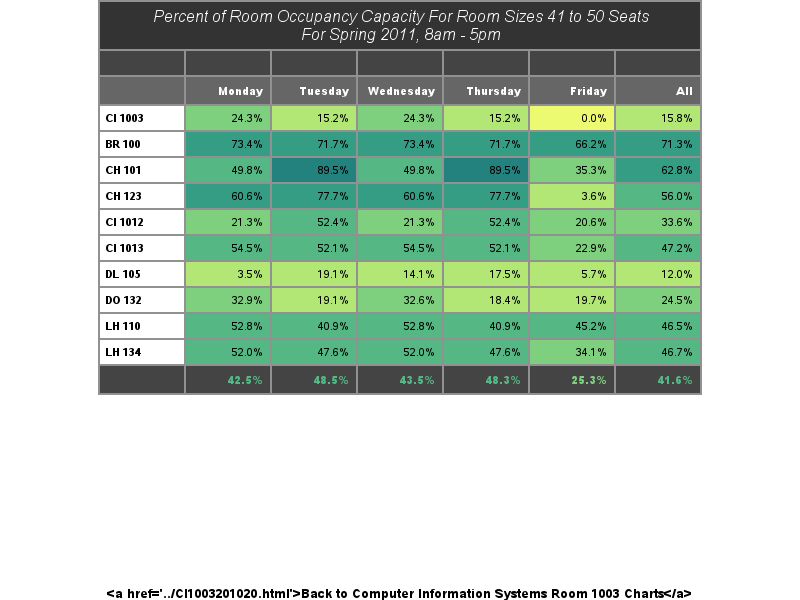 Percent of Room Occupancy Capacity For Room Sizes 41 to 50 Seats
For Spring 2011, 8am - 5pm
Monday Tuesday Wednesday Thursday Friday All
CI 1003 24.3% 15.2% 24.3% 15.2% 0.0% 15.8%
BR 100 73.4% 71.7% 73.4% 71.7% 66.2% 71.3%
CH 101 49.8% 89.5% 49.8% 89.5% 35.3% 62.8%
CH 123 60.6% 77.7% 60.6% 77.7% 3.6% 56.0%
CI 1012 21.3% 52.4% 21.3% 52.4% 20.6% 33.6%
CI 1013 54.5% 52.1% 54.5% 52.1% 22.9% 47.2%
DL 105 3.5% 19.1% 14.1% 17.5% 5.7% 12.0%
DO 132 32.9% 19.1% 32.6% 18.4% 19.7% 24.5%
LH 110 52.8% 40.9% 52.8% 40.9% 45.2% 46.5%
LH 134 52.0% 47.6% 52.0% 47.6% 34.1% 46.7%
42.5% 48.5% 43.5% 48.3% 25.3% 41.6%
<a href='../CI1003201020.html'>Back to Computer Information Systems Room 1003 Charts</a>